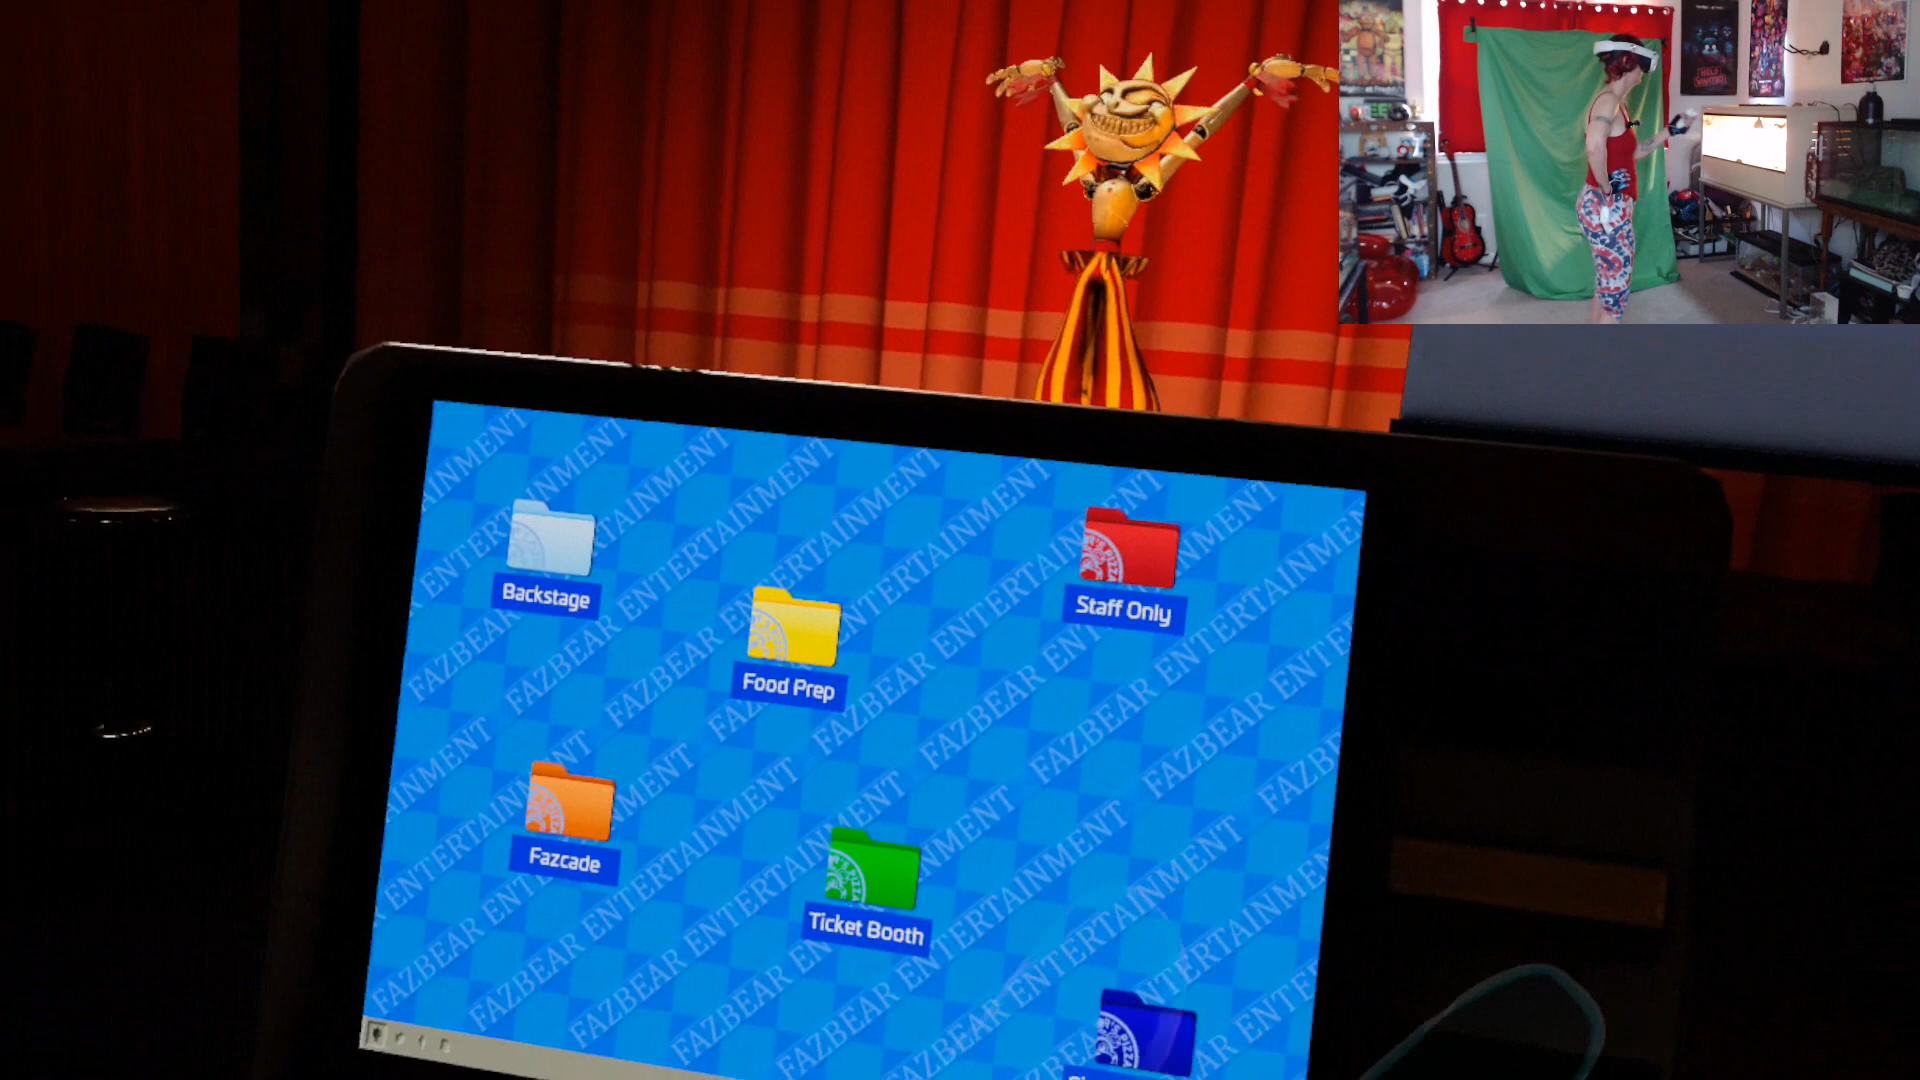 FAZBEAR ENTERTAINMENT
Backstage
Staff Only
Food Prep
Fazcade
Ticket Booth